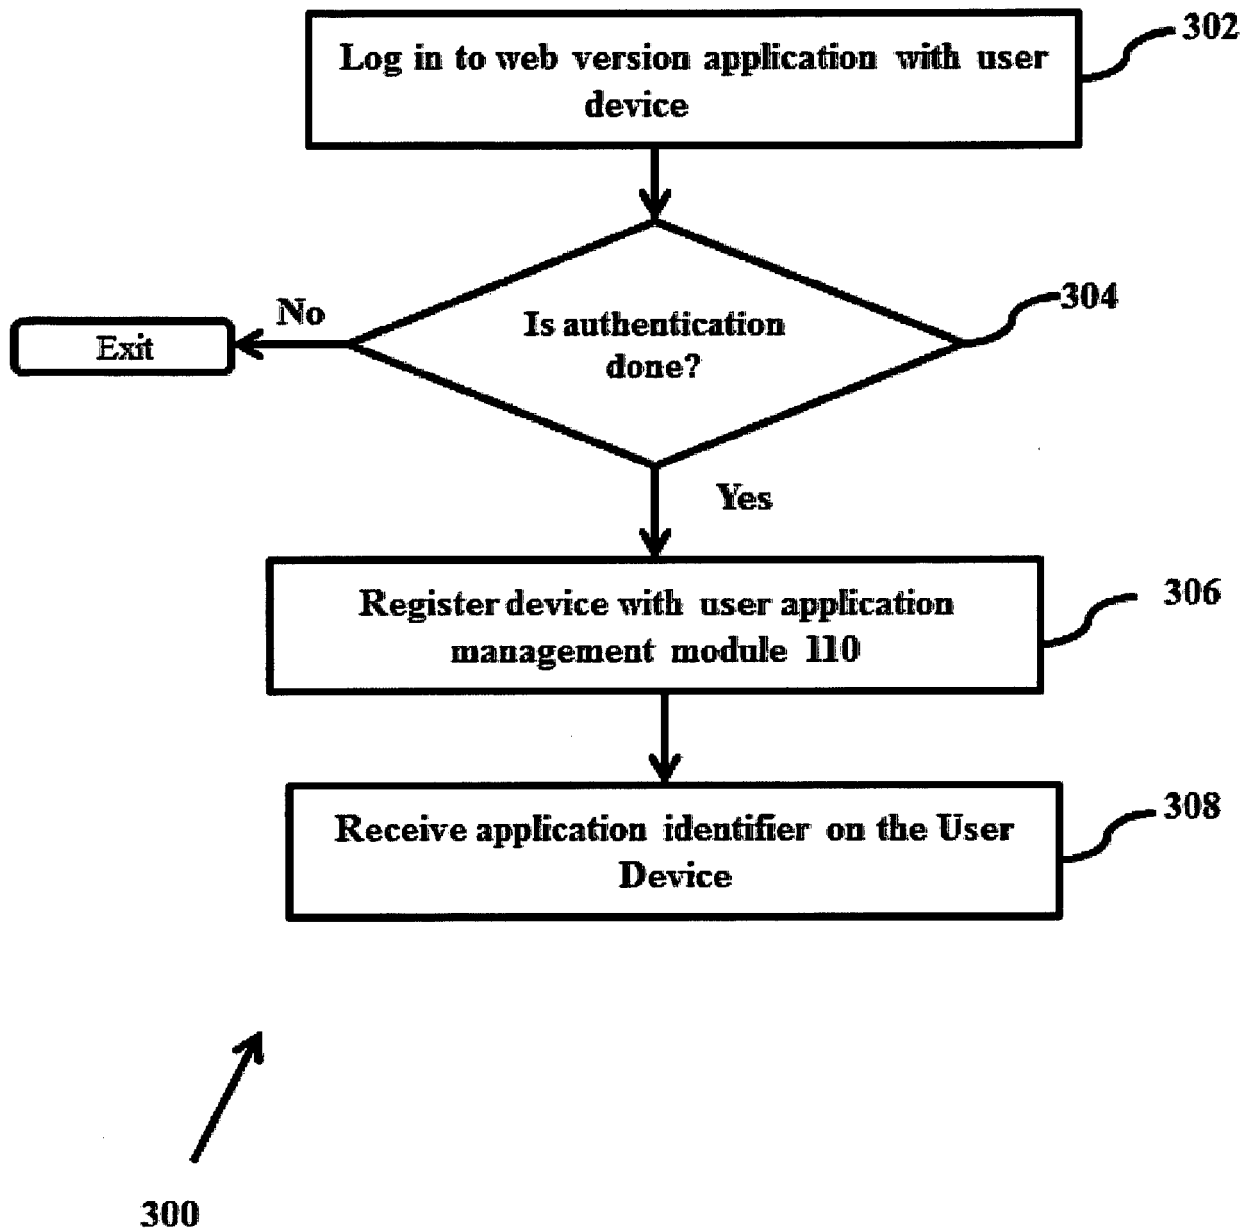 302
Log in to web version application with user
device
304
No
Exit
Is authentication
done?
Yes
306
Register device with user application
management module 110
308
Receive application identifier on the User
Device
300